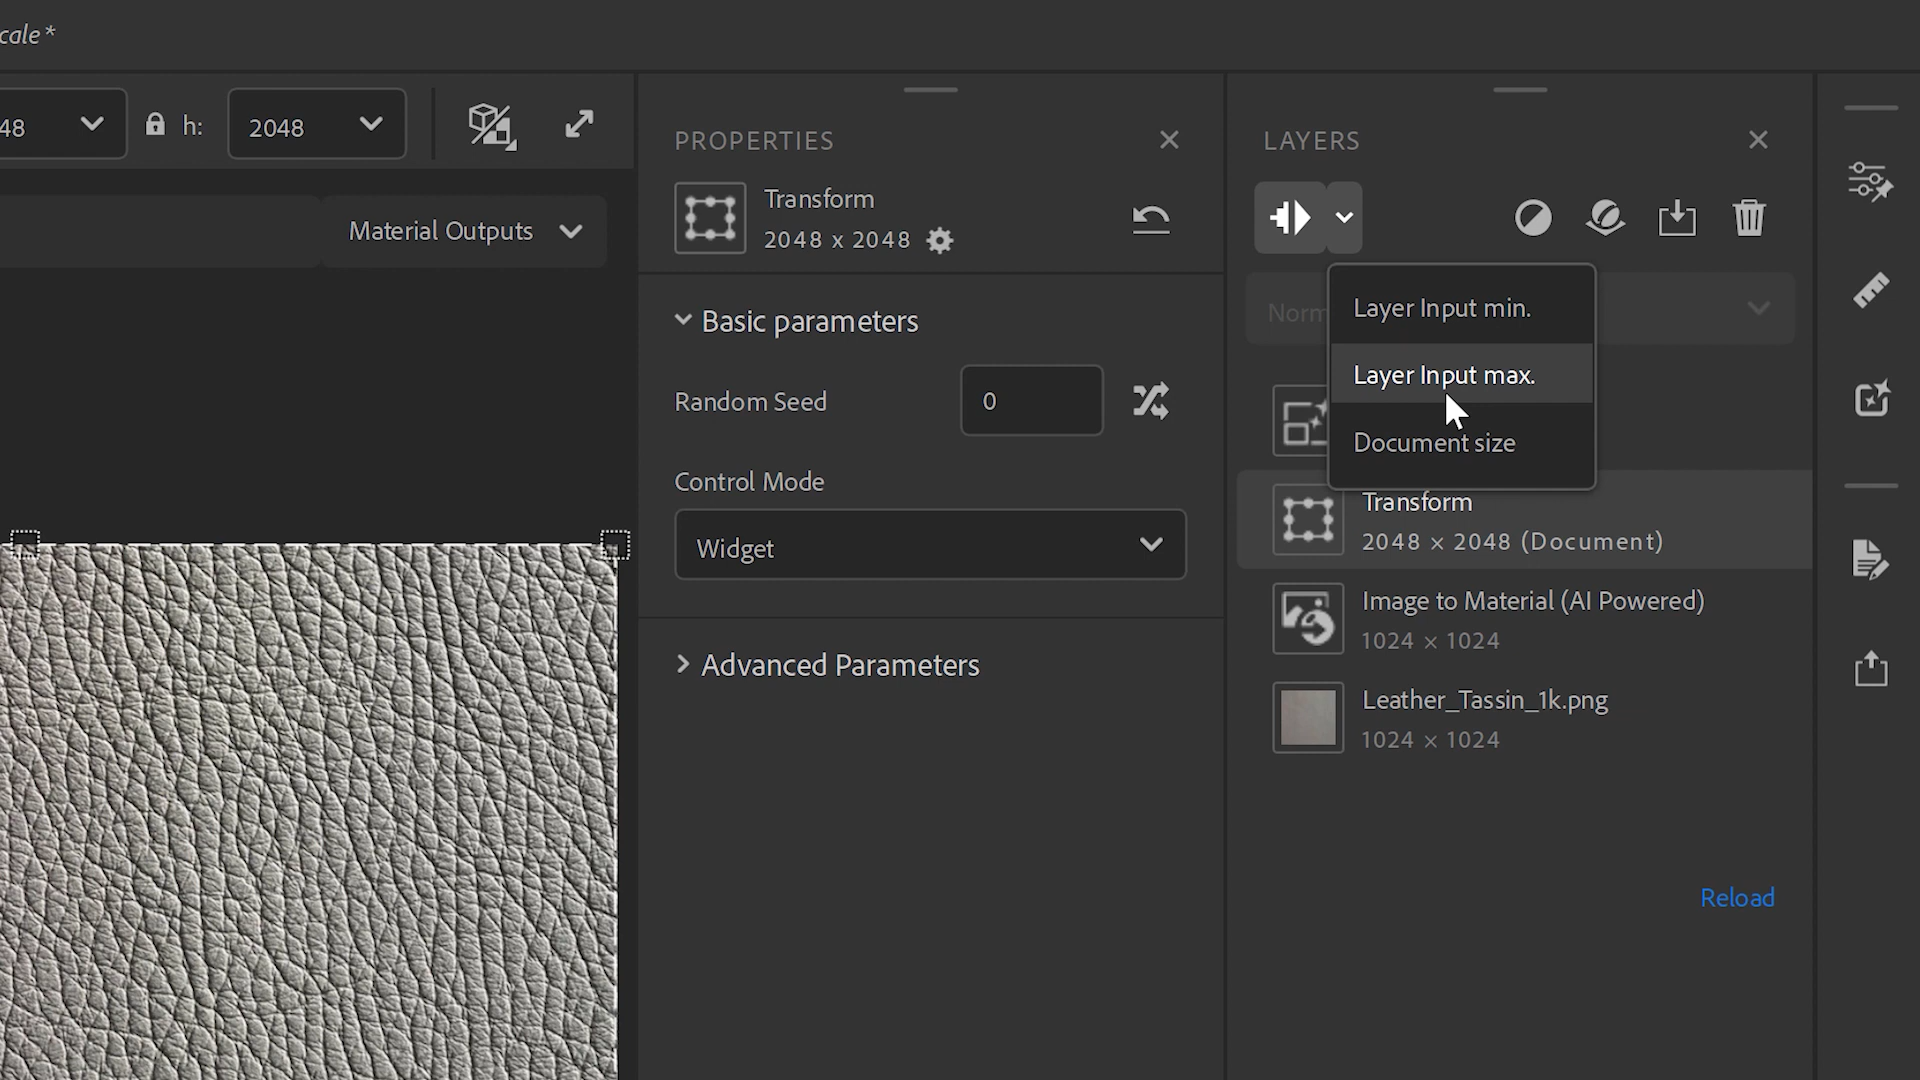 cale*
48
h:
2048
Material Outputs
PROPERTIES
Transform
2048 x 2048
Basic parameters
Random Seed
0
Control Mode
Widget
Advanced Parameters
LAYERS
Norm
Layer Input min.
Layer Input max.
Document size
Transform
2048 × 2048 (Document)
Image to Material (AI Powered)
1024 × 1024
Leather_Tassin_1k.png
1024 × 1024
Reload